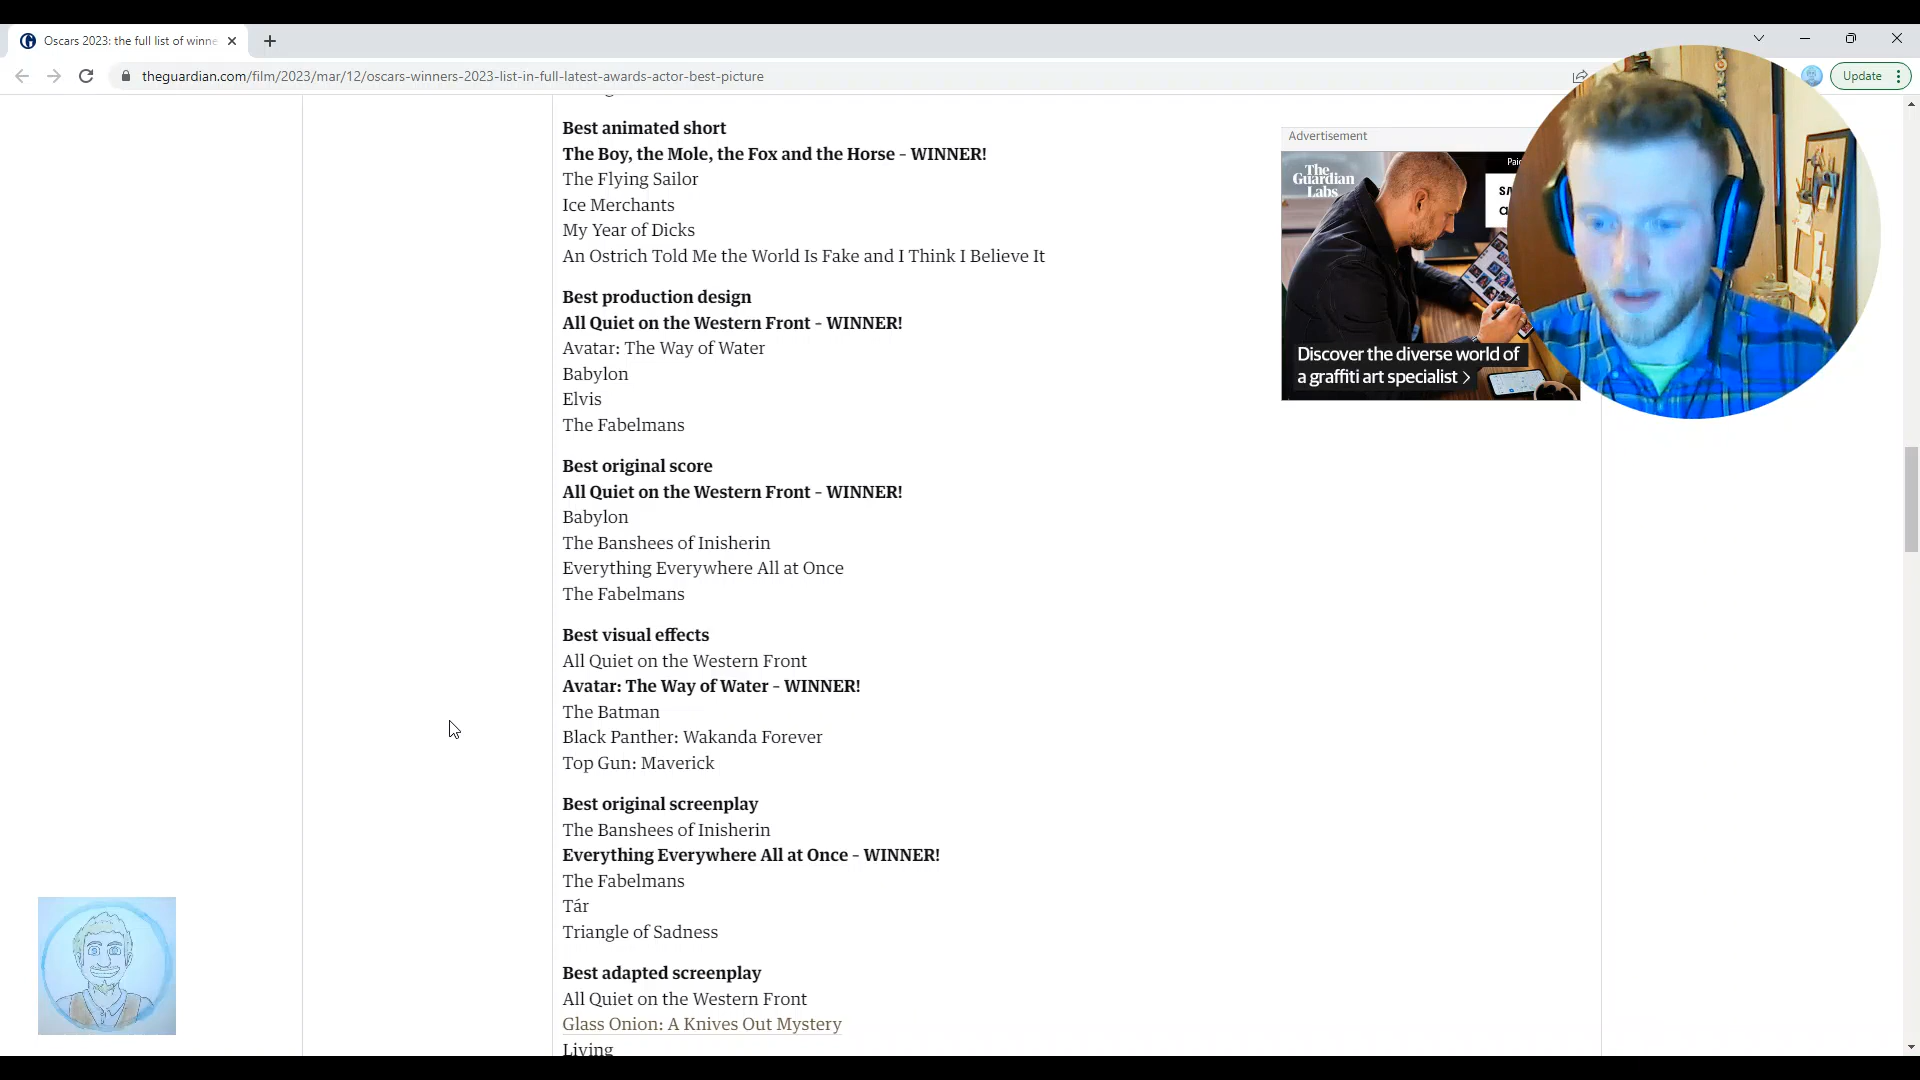 Oscars 2023: the full list of winne
theguardian.com/film/2023/mar/12/oscars-winners-2023-list-in-full-latest-awards-actor-best-picture
Update
Best animated short
The Boy, the Mole, the Fox and the Horse – WINNER!
The Flying Sailor
Ice Merchants
My Year of Dicks
An Ostrich Told Me the World Is Fake and I Think I Believe It
Best production design
All Quiet on the Western Front – WINNER!
Avatar: The Way of Water
Babylon
Elvis
The Fabelmans
Best original score
All Quiet on the Western Front – WINNER!
Babylon
The Banshees of Inisherin
Everything Everywhere All at Once
The Fabelmans
Best visual effects
All Quiet on the Western Front
Avatar: The Way of Water – WINNER!
The Batman
Black Panther: Wakanda Forever
Top Gun: Maverick
Best original screenplay
The Banshees of Inisherin
Everything Everywhere All at Once – WINNER!
The Fabelmans
Tár
Triangle of Sadness
Best adapted screenplay
All Quiet on the Western Front
Glass Onion: A Knives Out Mystery
Living
Advertisement
The
Guardian
Labs
Discover the diverse world of
a graffiti art specialist >